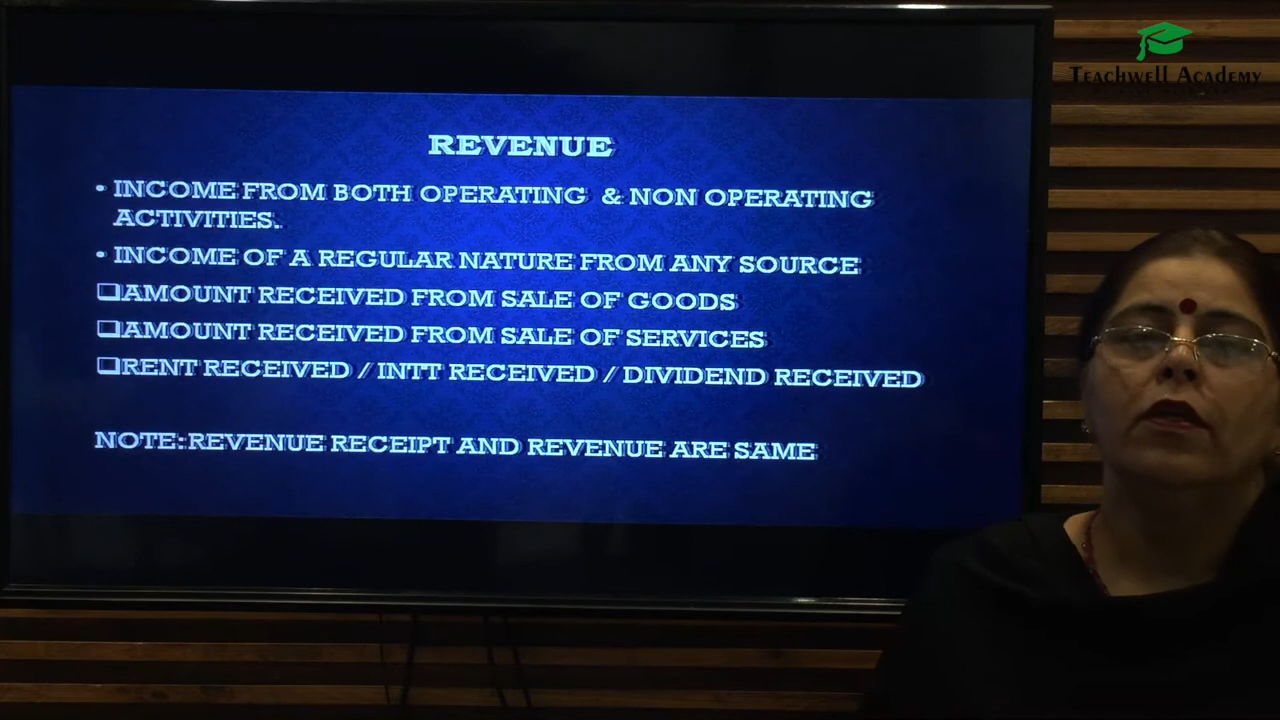 Teachwell Academy
REVENUE
• INCOME FROM BOTH OPERATING & NON OPERATING
ACTIVITIES.
• INCOME OF A REGULAR NATURE FROM ANY SOURCE
❑AMOUNT RECEIVED FROM SALE OF GOODS
❑AMOUNT RECEIVED FROM SALE OF SERVICES
❑RENT RECEIVED / INTT RECEIVED / DIVIDEND RECEIVED
NOTE:REVENUE RECEIPT AND REVENUE ARE SAME